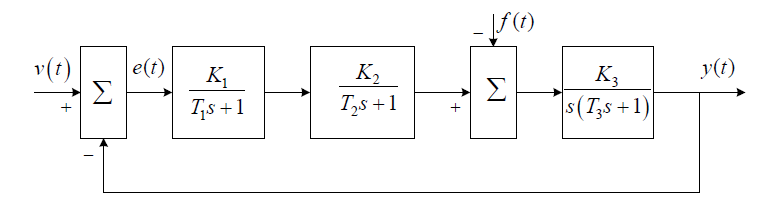 − f(t)
v(t) + Σ e(t) K₁ / (T₁s + 1) K₂ / (T₂s + 1) + Σ K₃ / (s(T₃s + 1)) y(t)
−